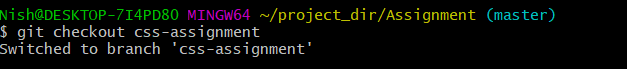 Nish@DESKTOP-7I4PD80 MINGW64 ~/project_dir/Assignment (master)
$ git checkout css-assignment
Switched to branch 'css-assignment'